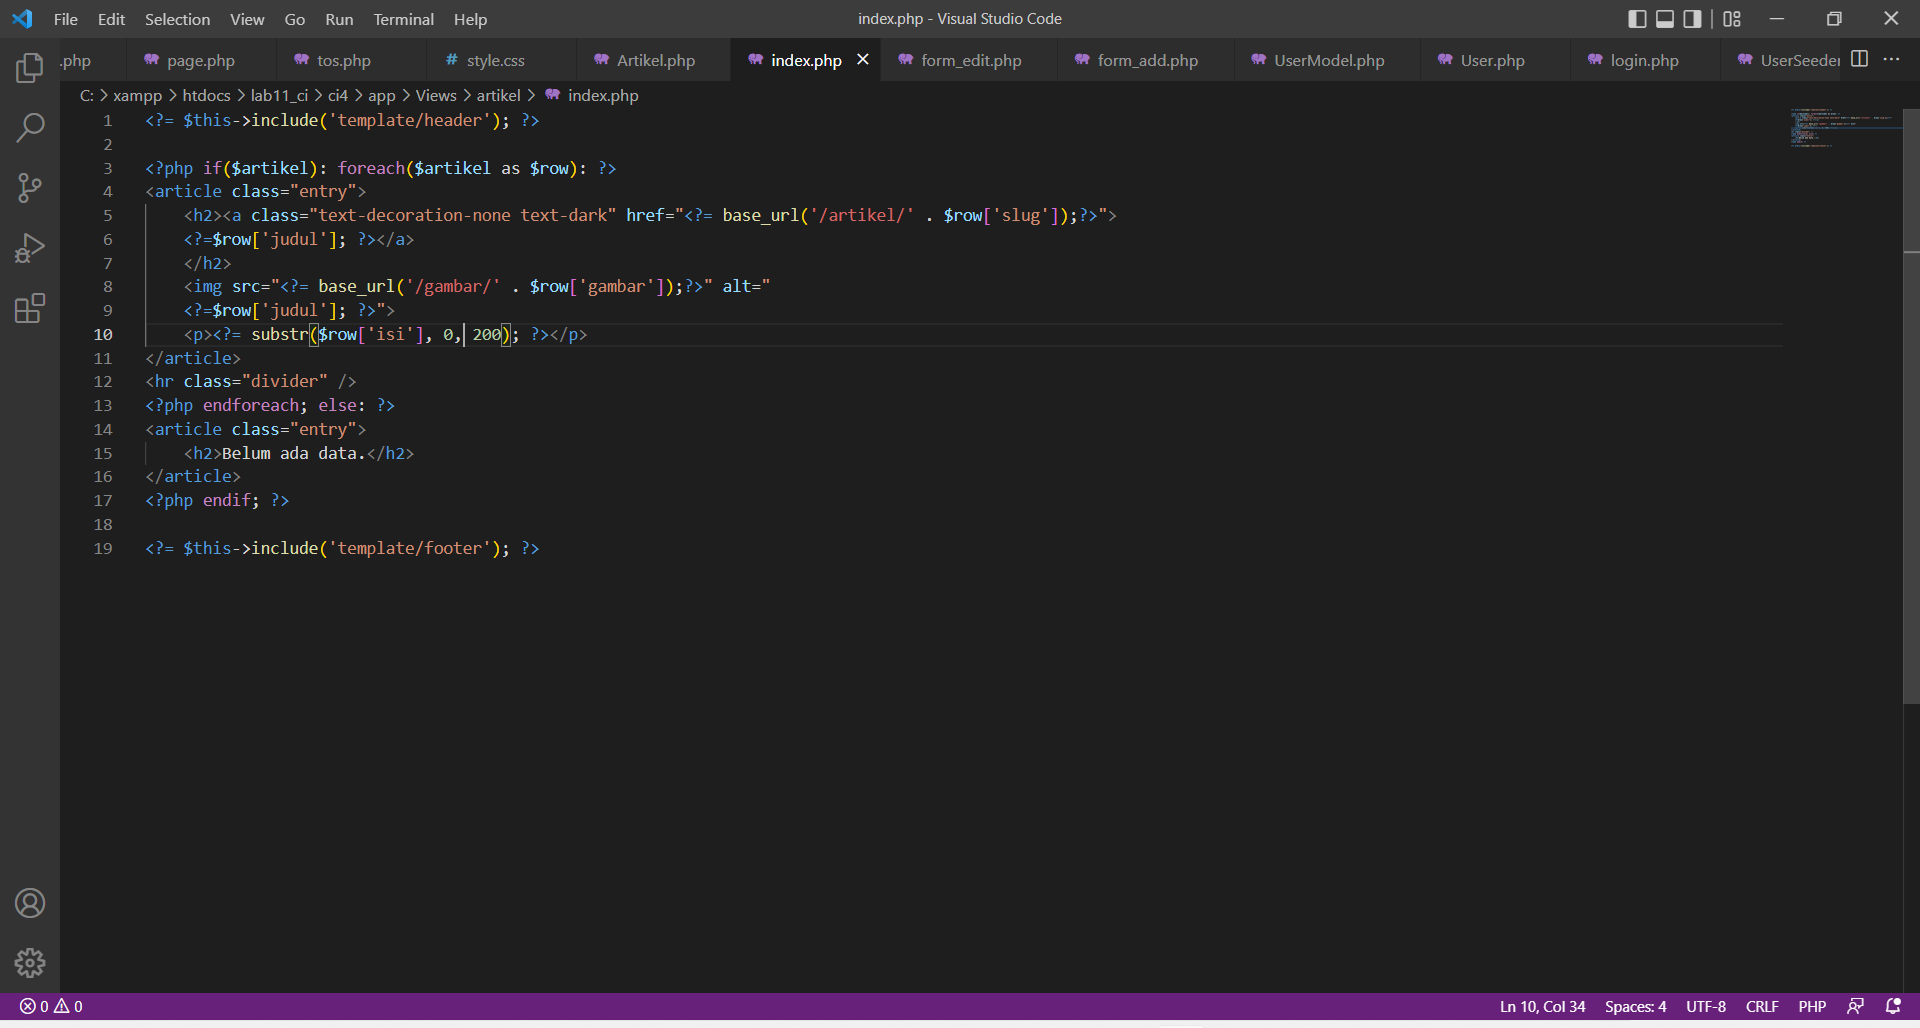 File Edit Selection View Go Run Terminal Help index.php - Visual Studio Code
.php page.php tos.php # style.css Artikel.php index.php form_edit.php form_add.php UserModel.php User.php login.php UserSeeder
C: > xampp > htdocs > lab11_ci > ci4 > app > Views > artikel > index.php
1 <?= $this->include('template/header'); ?>
2
3 <?php if($artikel): foreach($artikel as $row): ?>
4 <article class="entry">
5     <h2><a class="text-decoration-none text-dark" href="<?= base_url('/artikel/' . $row['slug']);?>">
6     <?=$row['judul']; ?></a>
7     </h2>
8     <img src="<?= base_url('/gambar/' . $row['gambar']);?>" alt="
9     <?=$row['judul']; ?>">
10     <p><?= substr($row['isi'], 0, 200); ?></p>
11 </article>
12 <hr class="divider" />
13 <?php endforeach; else: ?>
14 <article class="entry">
15     <h2>Belum ada data.</h2>
16 </article>
17 <?php endif; ?>
18
19 <?= $this->include('template/footer'); ?>
0 0 Ln 10, Col 34 Spaces: 4 UTF-8 CRLF PHP